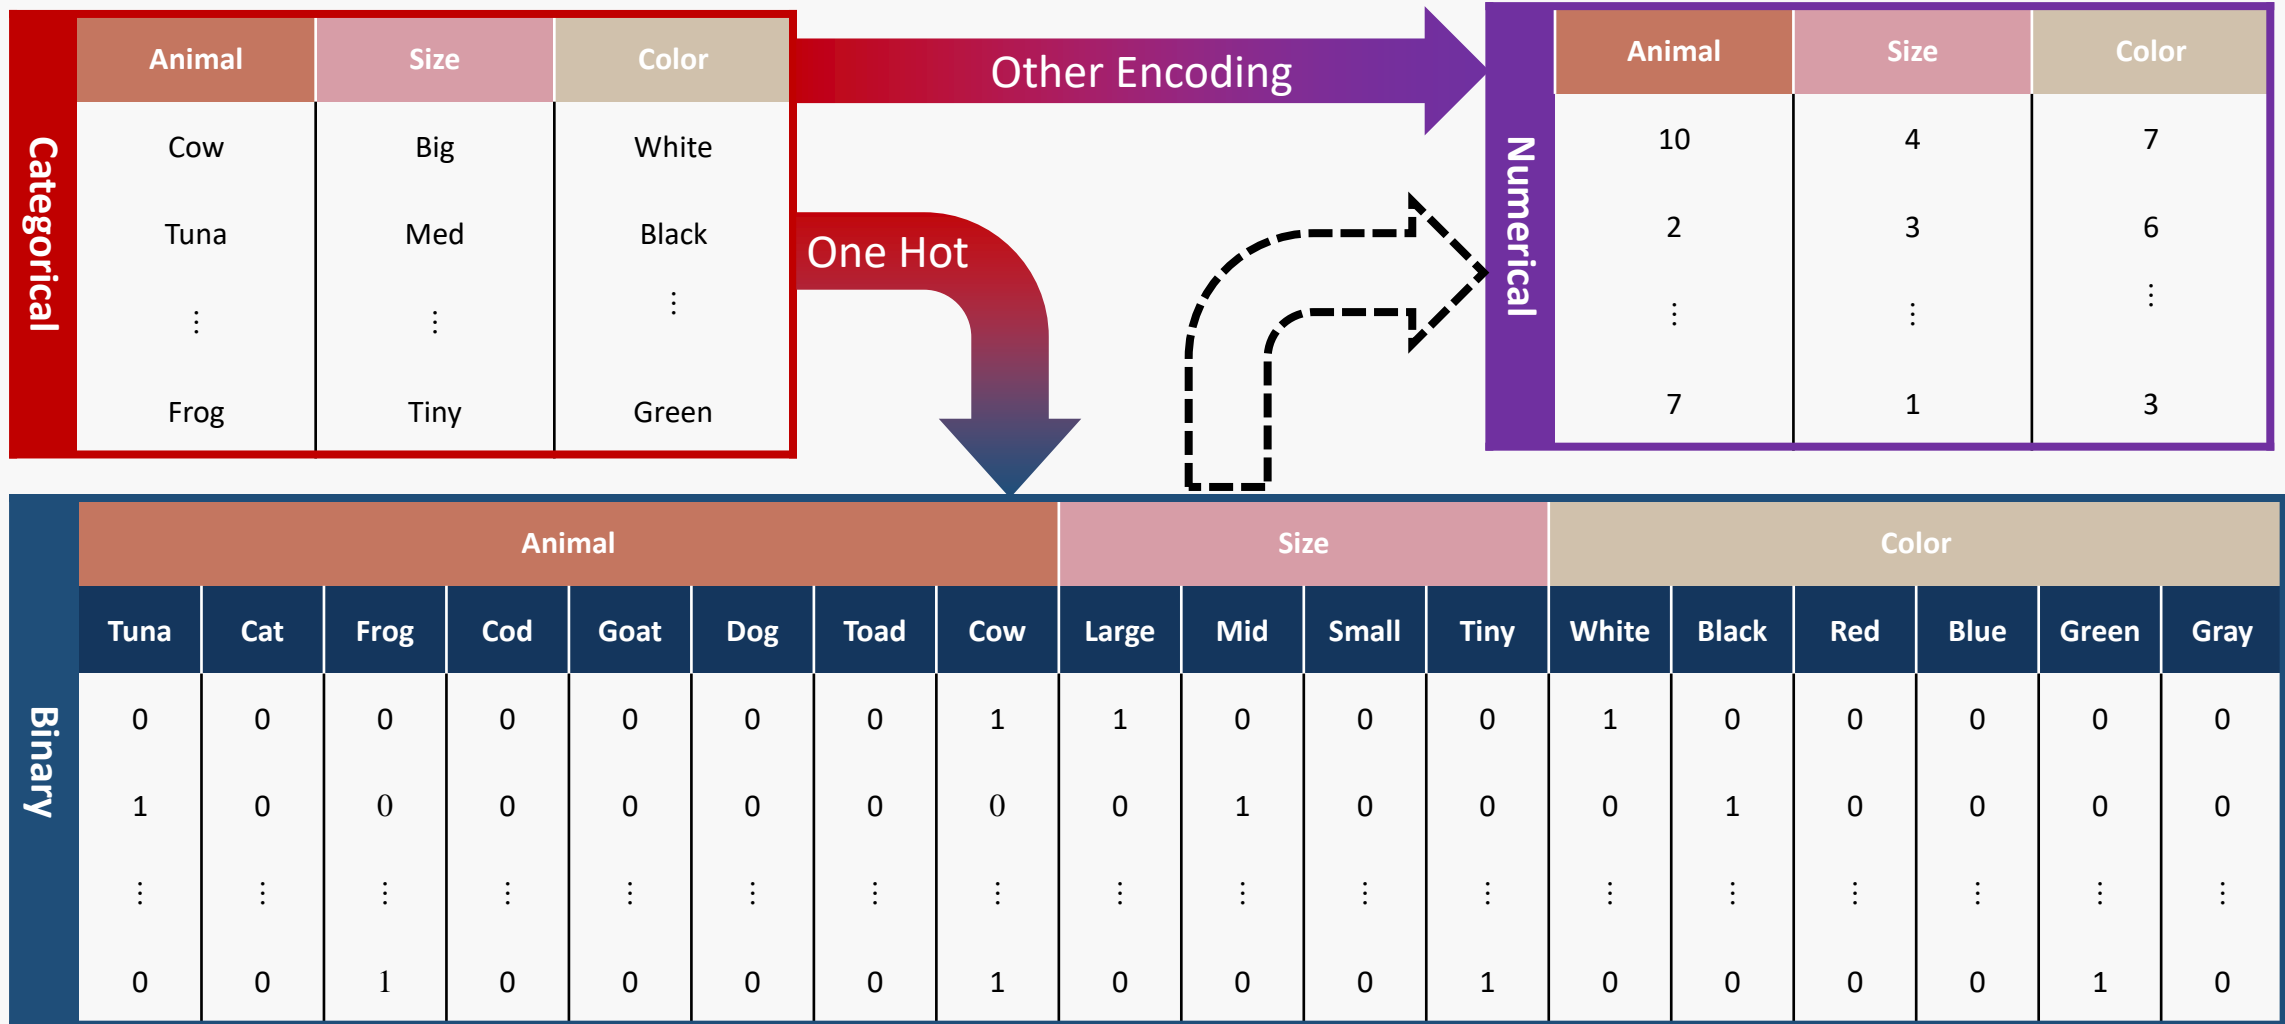 Categorical
Animal Size Color
Cow Big White
Tuna Med Black
⋮ ⋮ ⋮
Frog Tiny Green
Other Encoding
One Hot
Numerical
Animal Size Color
10 4 7
2 3 6
⋮ ⋮ ⋮
7 1 3
Binary
Animal Size Color
Tuna Cat Frog Cod Goat Dog Toad Cow Large Mid Small Tiny White Black Red Blue Green Gray
0 0 0 0 0 0 0 1 1 0 0 0 1 0 0 0 0 0
1 0 0 0 0 0 0 0 0 1 0 0 0 1 0 0 0 0
⋮ ⋮ ⋮ ⋮ ⋮ ⋮ ⋮ ⋮ ⋮ ⋮ ⋮ ⋮ ⋮ ⋮ ⋮ ⋮ ⋮ ⋮
0 0 1 0 0 0 0 1 0 0 0 1 0 0 0 0 1 0